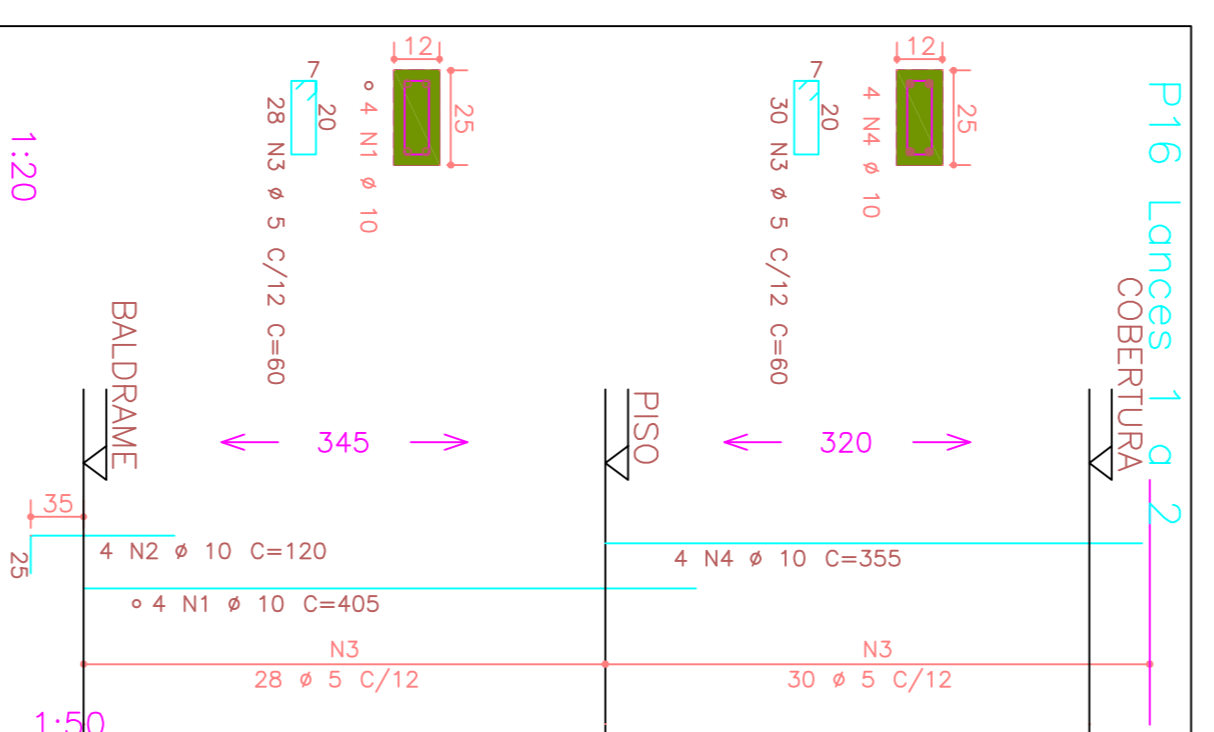 P16 Lances 1 a 2
COBERTURA
12
25
4 N4 ø 10
7
20
30 N3 ø 5 C/12 C=60
320
PISO
12
25
4 N1 ø 10
7
20
28 N3 ø 5 C/12 C=60
345
BALDRAME
1:20
35
25
4 N2 ø 10 C=120
4 N1 ø 10 C=405
4 N4 ø 10 C=355
N3
28 ø 5 C/12
N3
30 ø 5 C/12
1:50